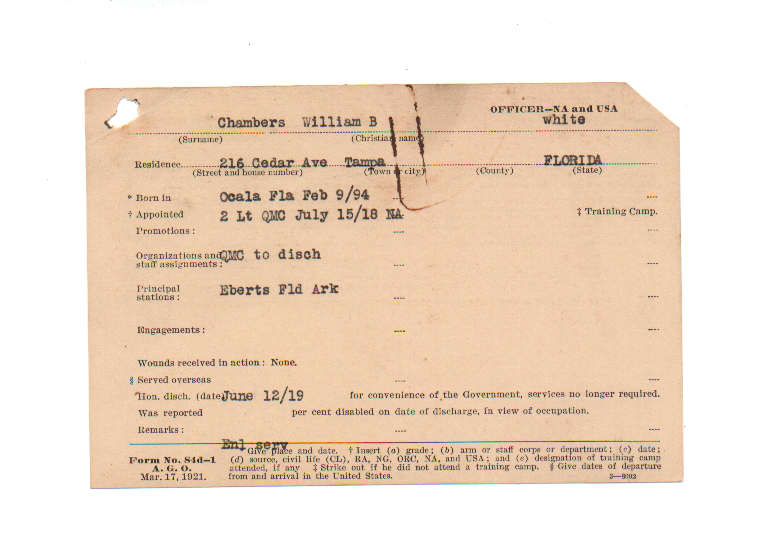 OFFICER—NA and USA
Chambers William B white
(Surname) (Christian name)
Residence 216 Cedar Ave Tampa FLORIDA
(Street and house number) (Town or city) (County) (State)
* Born in Ocala Fla Feb 9/94
† Appointed 2 Lt QMC July 15/18 NA ‡ Training Camp.
Promotions:
Organizations and QMC to disch
staff assignments:
Principal Eberts Fld Ark
stations:
Engagements:
Wounds received in action: None.
§ Served overseas
Hon. disch. (date) June 12/19 for convenience of the Government, services no longer required.
Was reported per cent disabled on date of discharge, in view of occupation.
Remarks:
Enl serv
Give place and date. † Insert (a) grade; (b) arm or staff corps or department; (c) date;
Form No. 84d-1 (d) source, civil life (CL), RA, NG, ORC, NA, and USA; and (e) designation of training camp
A. G. O. attended, if any ‡ Strike out if he did not attend a training camp. § Give dates of departure
Mar. 17, 1921. from and arrival in the United States. 3—8002